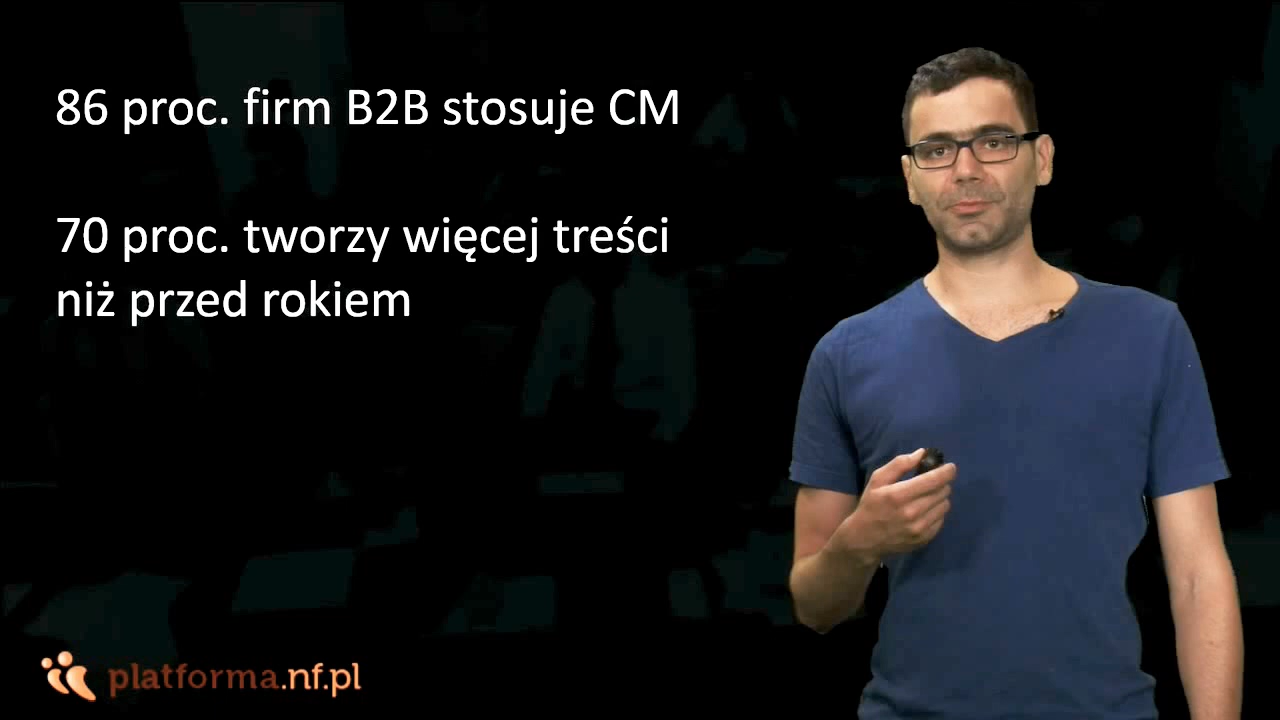 86 proc. firm B2B stosuje CM
70 proc. tworzy więcej treści
niż przed rokiem
platforma.nf.pl